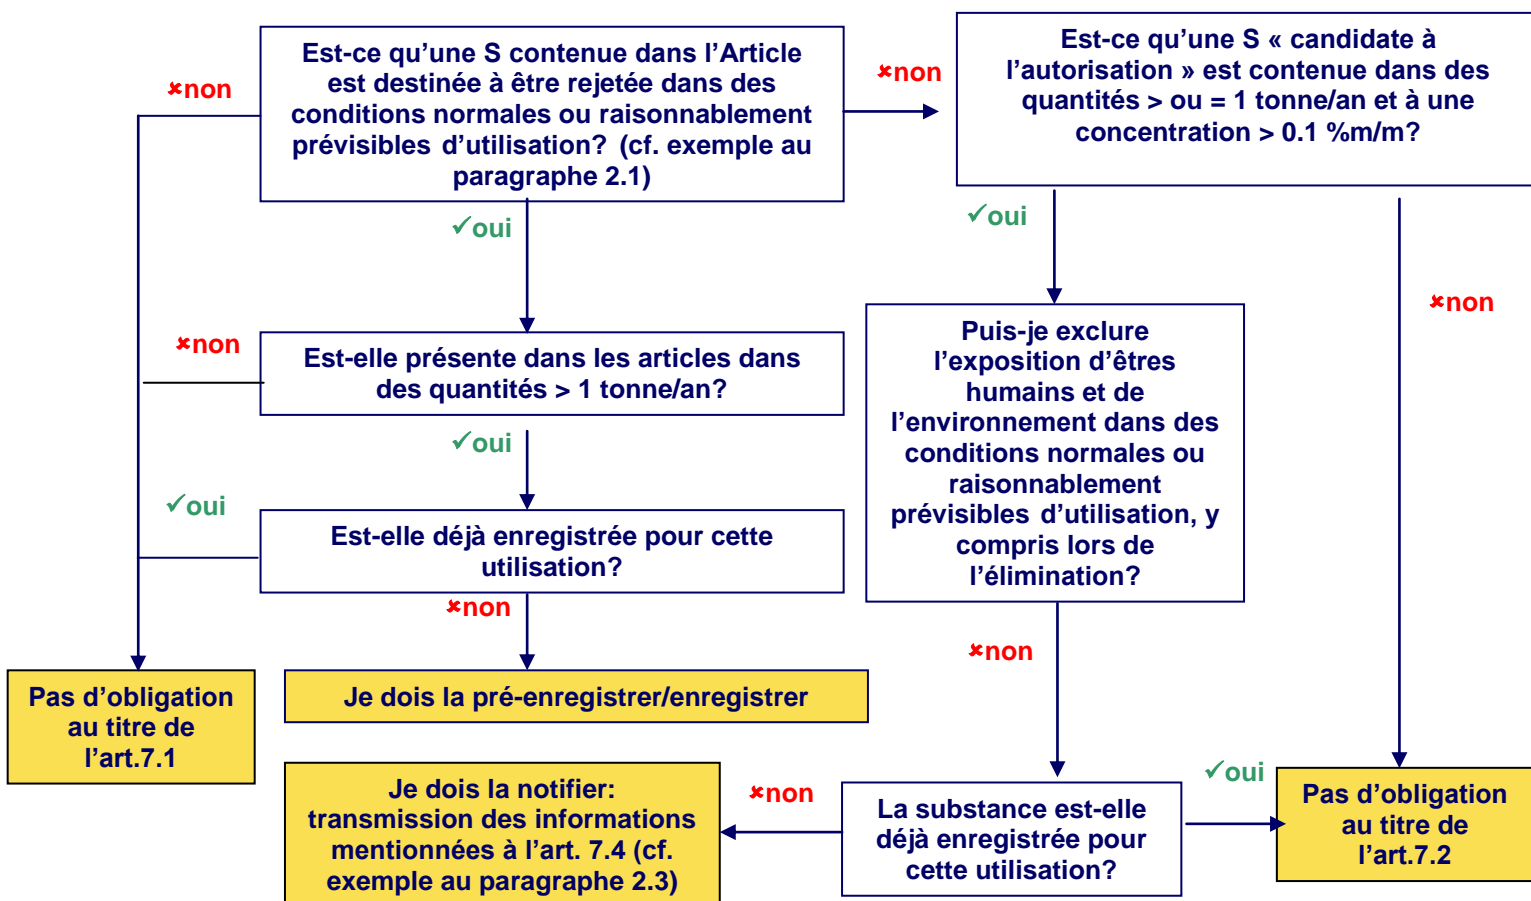 Est-ce qu’une S contenue dans l’Article
est destinée à être rejetée dans des
conditions normales ou raisonnablement
prévisibles d’utilisation? (cf. exemple au
paragraphe 2.1)
Est-ce qu’une S « candidate à
l’autorisation » est contenue dans des
quantités > ou = 1 tonne/an et à une
concentration > 0.1 %m/m?
✘non
✘non
✓oui
✓oui
✘non
✘non
Est-elle présente dans les articles dans
des quantités > 1 tonne/an?
Puis-je exclure
l’exposition d’êtres
humains et de
l’environnement dans des
conditions normales ou
raisonnablement
prévisibles d’utilisation, y
compris lors de
l’élimination?
✓oui
✓oui
Est-elle déjà enregistrée pour cette
utilisation?
✘non
✘non
Pas d’obligation
au titre de
l’art.7.1
Je dois la pré-enregistrer/enregistrer
Je dois la notifier:
transmission des informations
mentionnées à l’art. 7.4 (cf.
exemple au paragraphe 2.3)
✘non
La substance est-elle
déjà enregistrée pour
cette utilisation?
✓oui
Pas d’obligation
au titre de
l’art.7.2